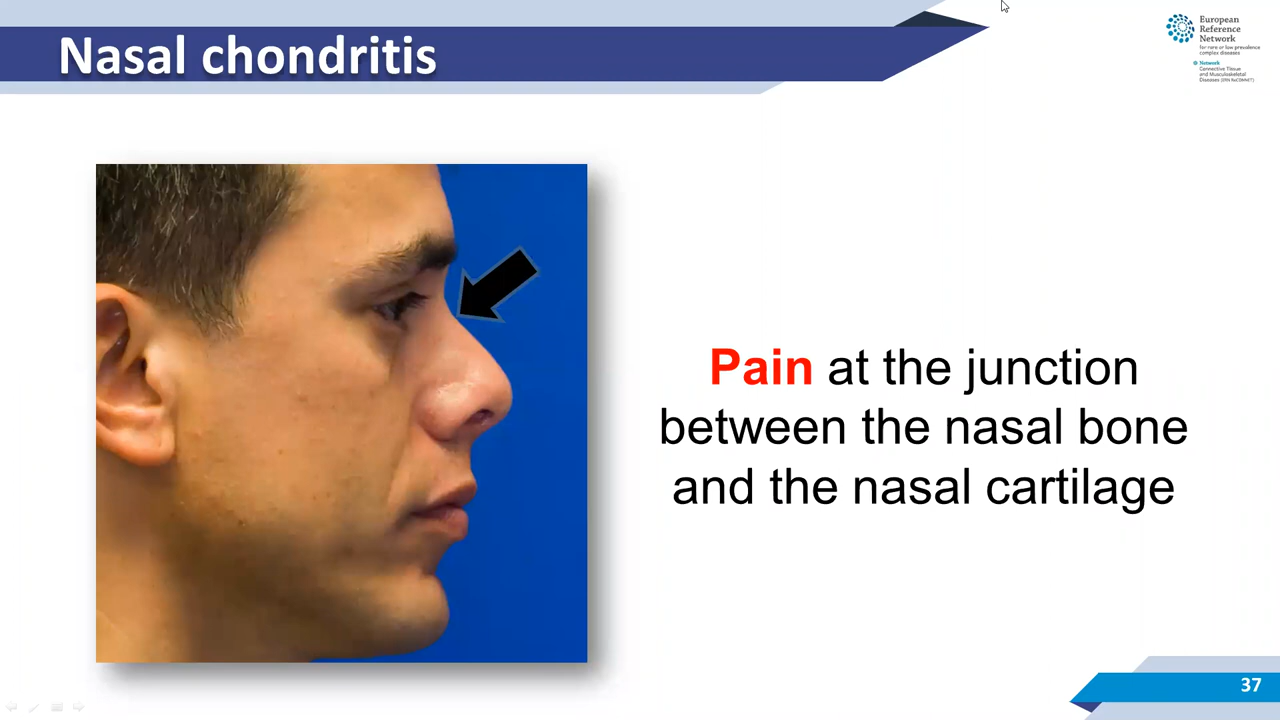 Nasal chondritis
European
Reference
Network
for rare or low prevalence
complex diseases
Network
Connective Tissue
and Musculoskeletal
Diseases (ERN ReCONNET)
Pain at the junction
between the nasal bone
and the nasal cartilage
37